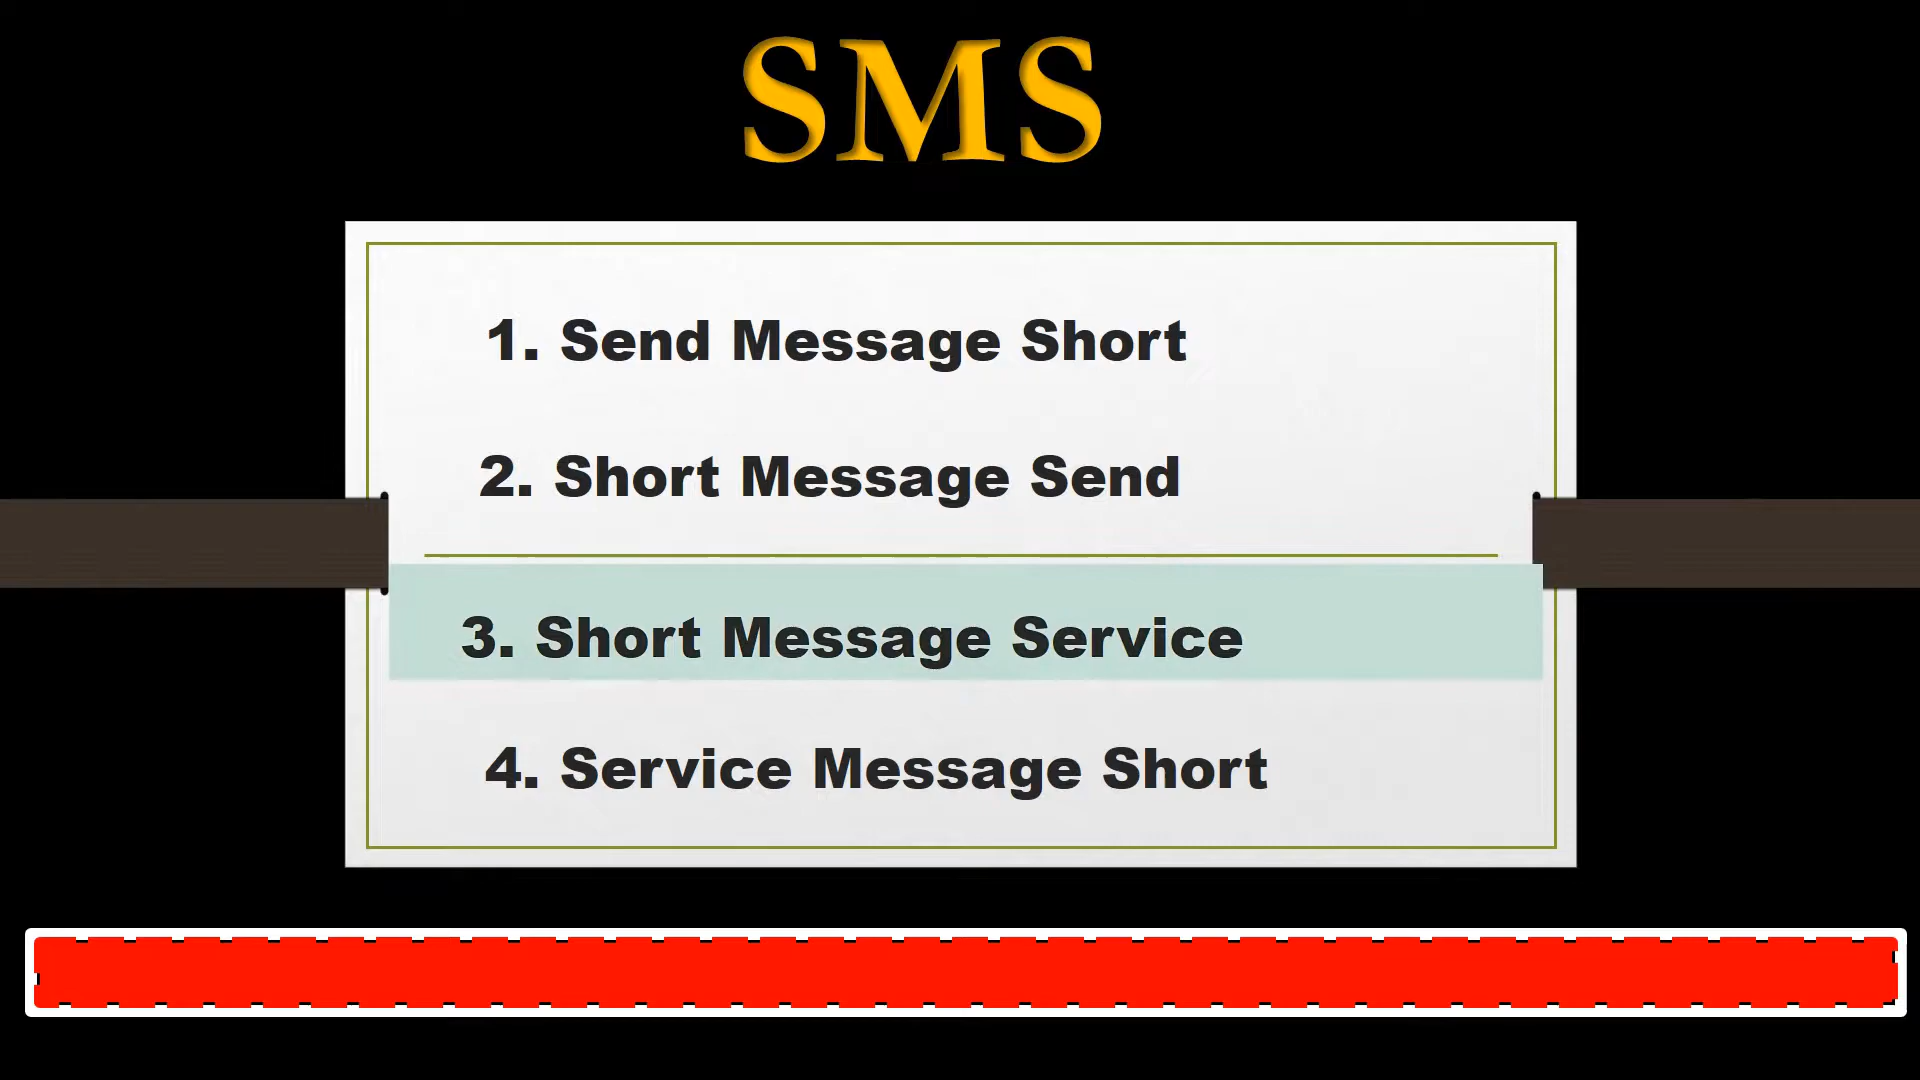 SMS
1. Send Message Short
2. Short Message Send
3. Short Message Service
4. Service Message Short